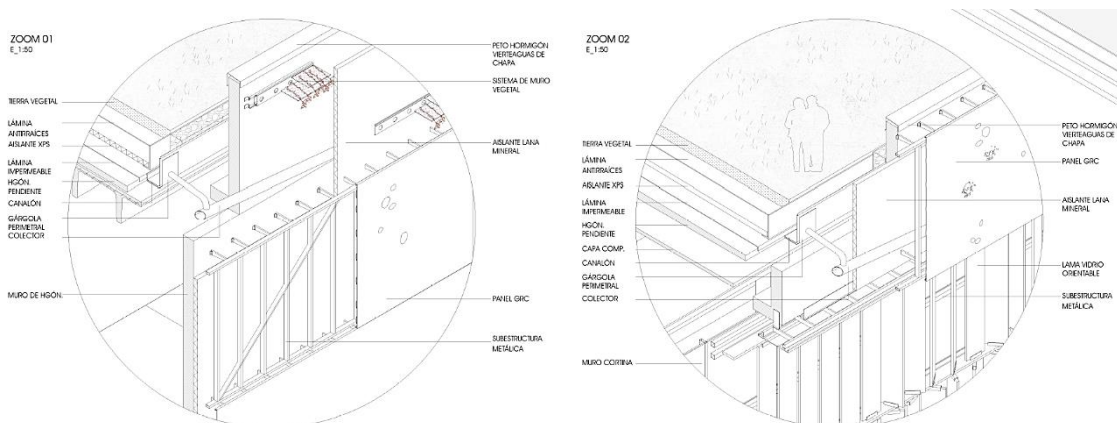 ZOOM 01
E_1:50
TIERRA VEGETAL
LÁMINA
ANTIRRAÍCES
AISLANTE XPS
LÁMINA
IMPERMEABLE
HGÓN.
PENDIENTE
CANALÓN
GÁRGOLA
PERIMETRAL
COLECTOR
MURO DE HGÓN.
PETO HORMIGÓN
VIERTEAGUAS DE
CHAPA
SISTEMA DE MURO
VEGETAL
AISLANTE LANA
MINERAL
PANEL GRC
SUBESTRUCTURA
METÁLICA
ZOOM 02
E_1:50
TIERRA VEGETAL
LÁMINA
ANTIRRAÍCES
AISLANTE XPS
LÁMINA
IMPERMEABLE
HGÓN.
PENDIENTE
CAPA COMP.
CANALÓN
GÁRGOLA
PERIMETRAL
COLECTOR
MURO CORTINA
PETO HORMIGÓN
VIERTEAGUAS DE
CHAPA
PANEL GRC
AISLANTE LANA
MINERAL
LAMA VIDRIO
ORIENTABLE
SUBESTRUCTURA
METÁLICA